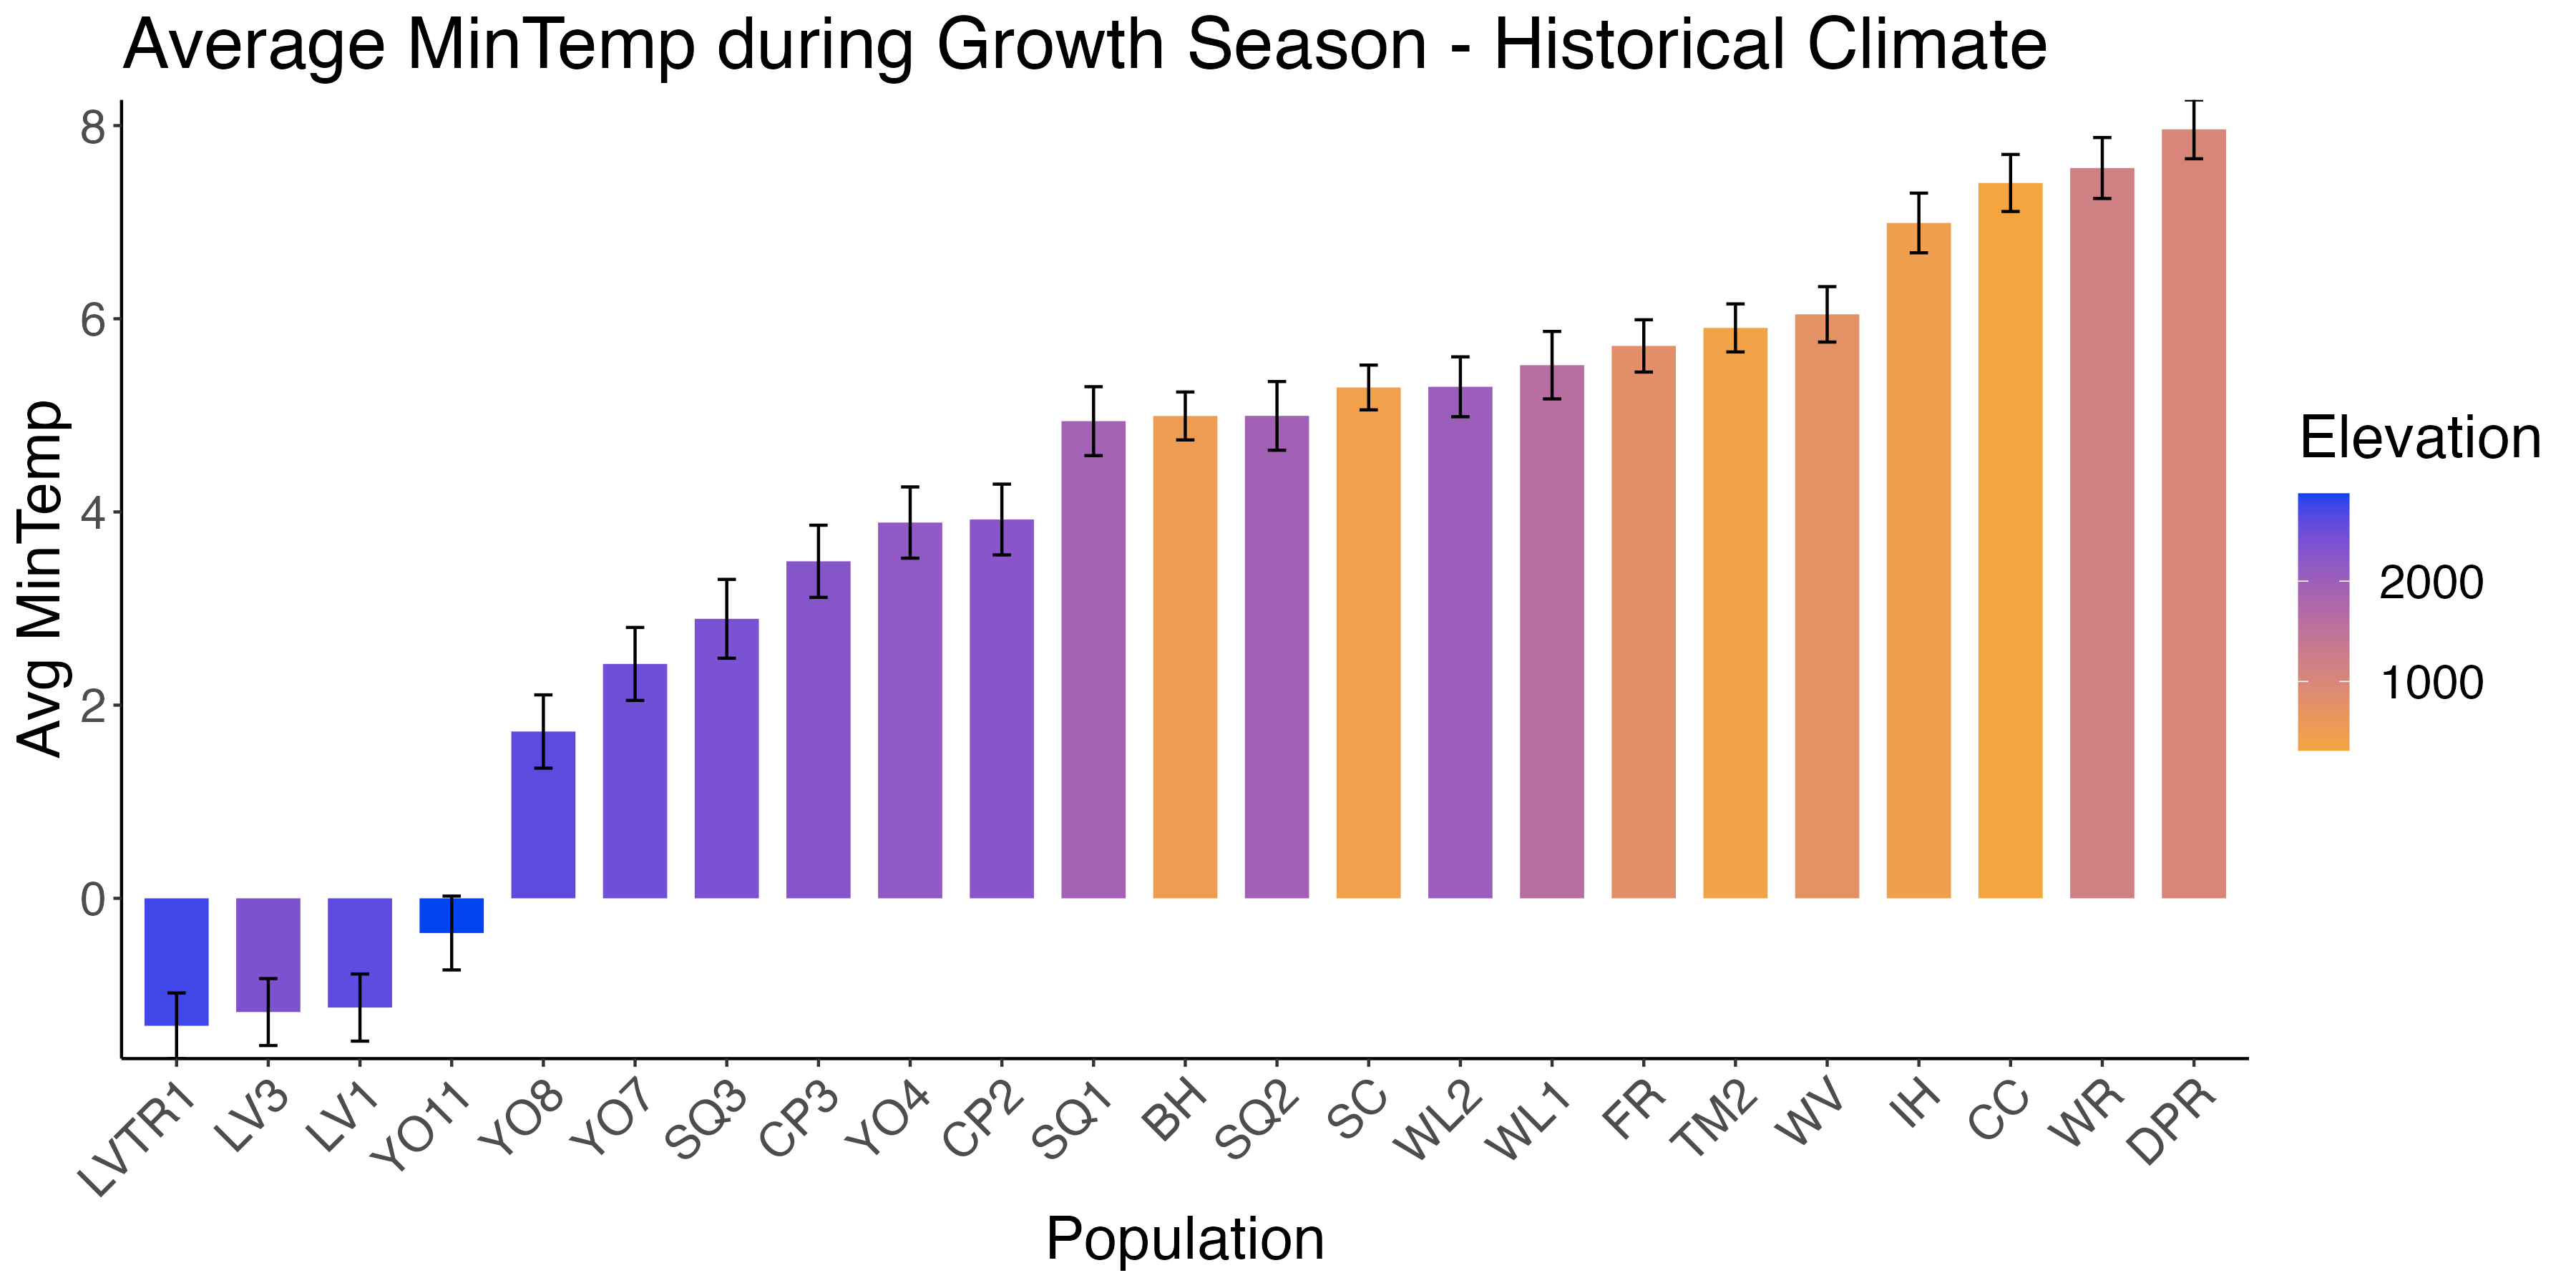 Average MinTemp during Growth Season - Historical Climate
Avg MinTemp
8
6
4
2
0
LVTR1
LV3
LV1
YO11
YO8
YO7
SQ3
CP3
YO4
CP2
SQ1
BH
SQ2
SC
WL2
WL1
FR
TM2
WV
IH
CC
WR
DPR
Population
Elevation
2000
1000